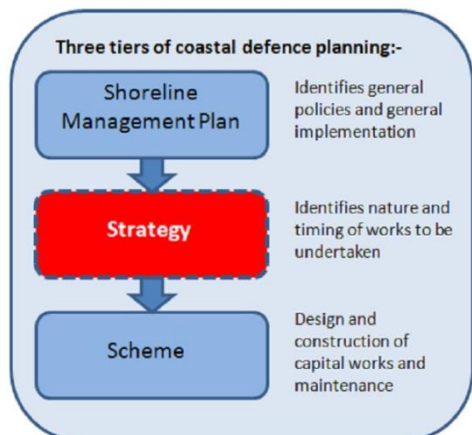 Three tiers of coastal defence planning:-
Shoreline
Management Plan
Identifies general
policies and general
implementation
Strategy
Identifies nature and
timing of works to be
undertaken
Scheme
Design and
construction of
capital works and
maintenance